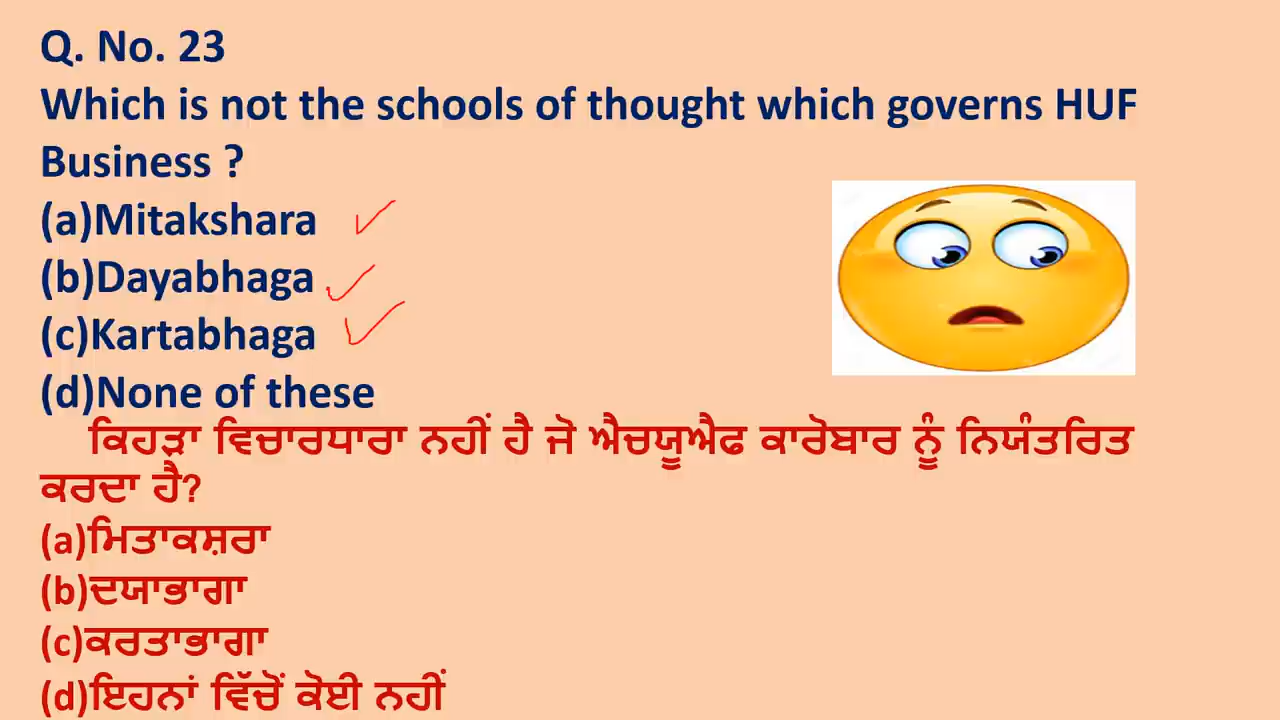 Q. No. 23
Which is not the schools of thought which governs HUF
Business ?
(a)Mitakshara
(b)Dayabhaga
(c)Kartabhaga
(d)None of these
ਕਿਹੜਾ ਵਿਚਾਰਧਾਰਾ ਨਹੀਂ ਹੈ ਜੋ ਐਚਯੂਐਫ ਕਾਰੋਬਾਰ ਨੂੰ ਨਿਯੰਤਰਿਤ
ਕਰਦਾ ਹੈ?
(a)ਮਿਤਾਕਸ਼ਰਾ
(b)ਦਯਾਭਾਗਾ
(c)ਕਰਤਾਭਾਗਾ
(d)ਇਹਨਾਂ ਵਿੱਚੋਂ ਕੋਈ ਨਹੀਂ